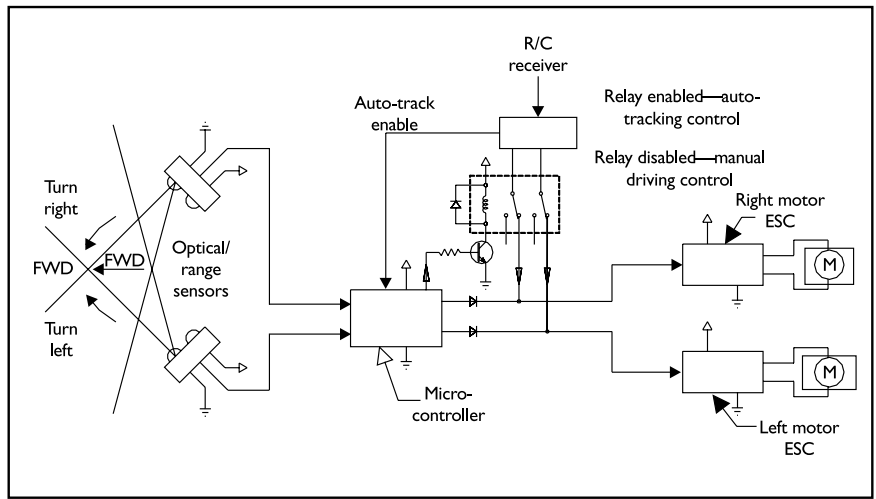 R/C
receiver
Auto-track
enable
Relay enabled—auto-
tracking control
Relay disabled—manual
driving control
Turn
right
FWD
FWD
Optical/
range
sensors
Turn
left
Right motor
ESC
M
Micro-
controller
M
Left motor
ESC